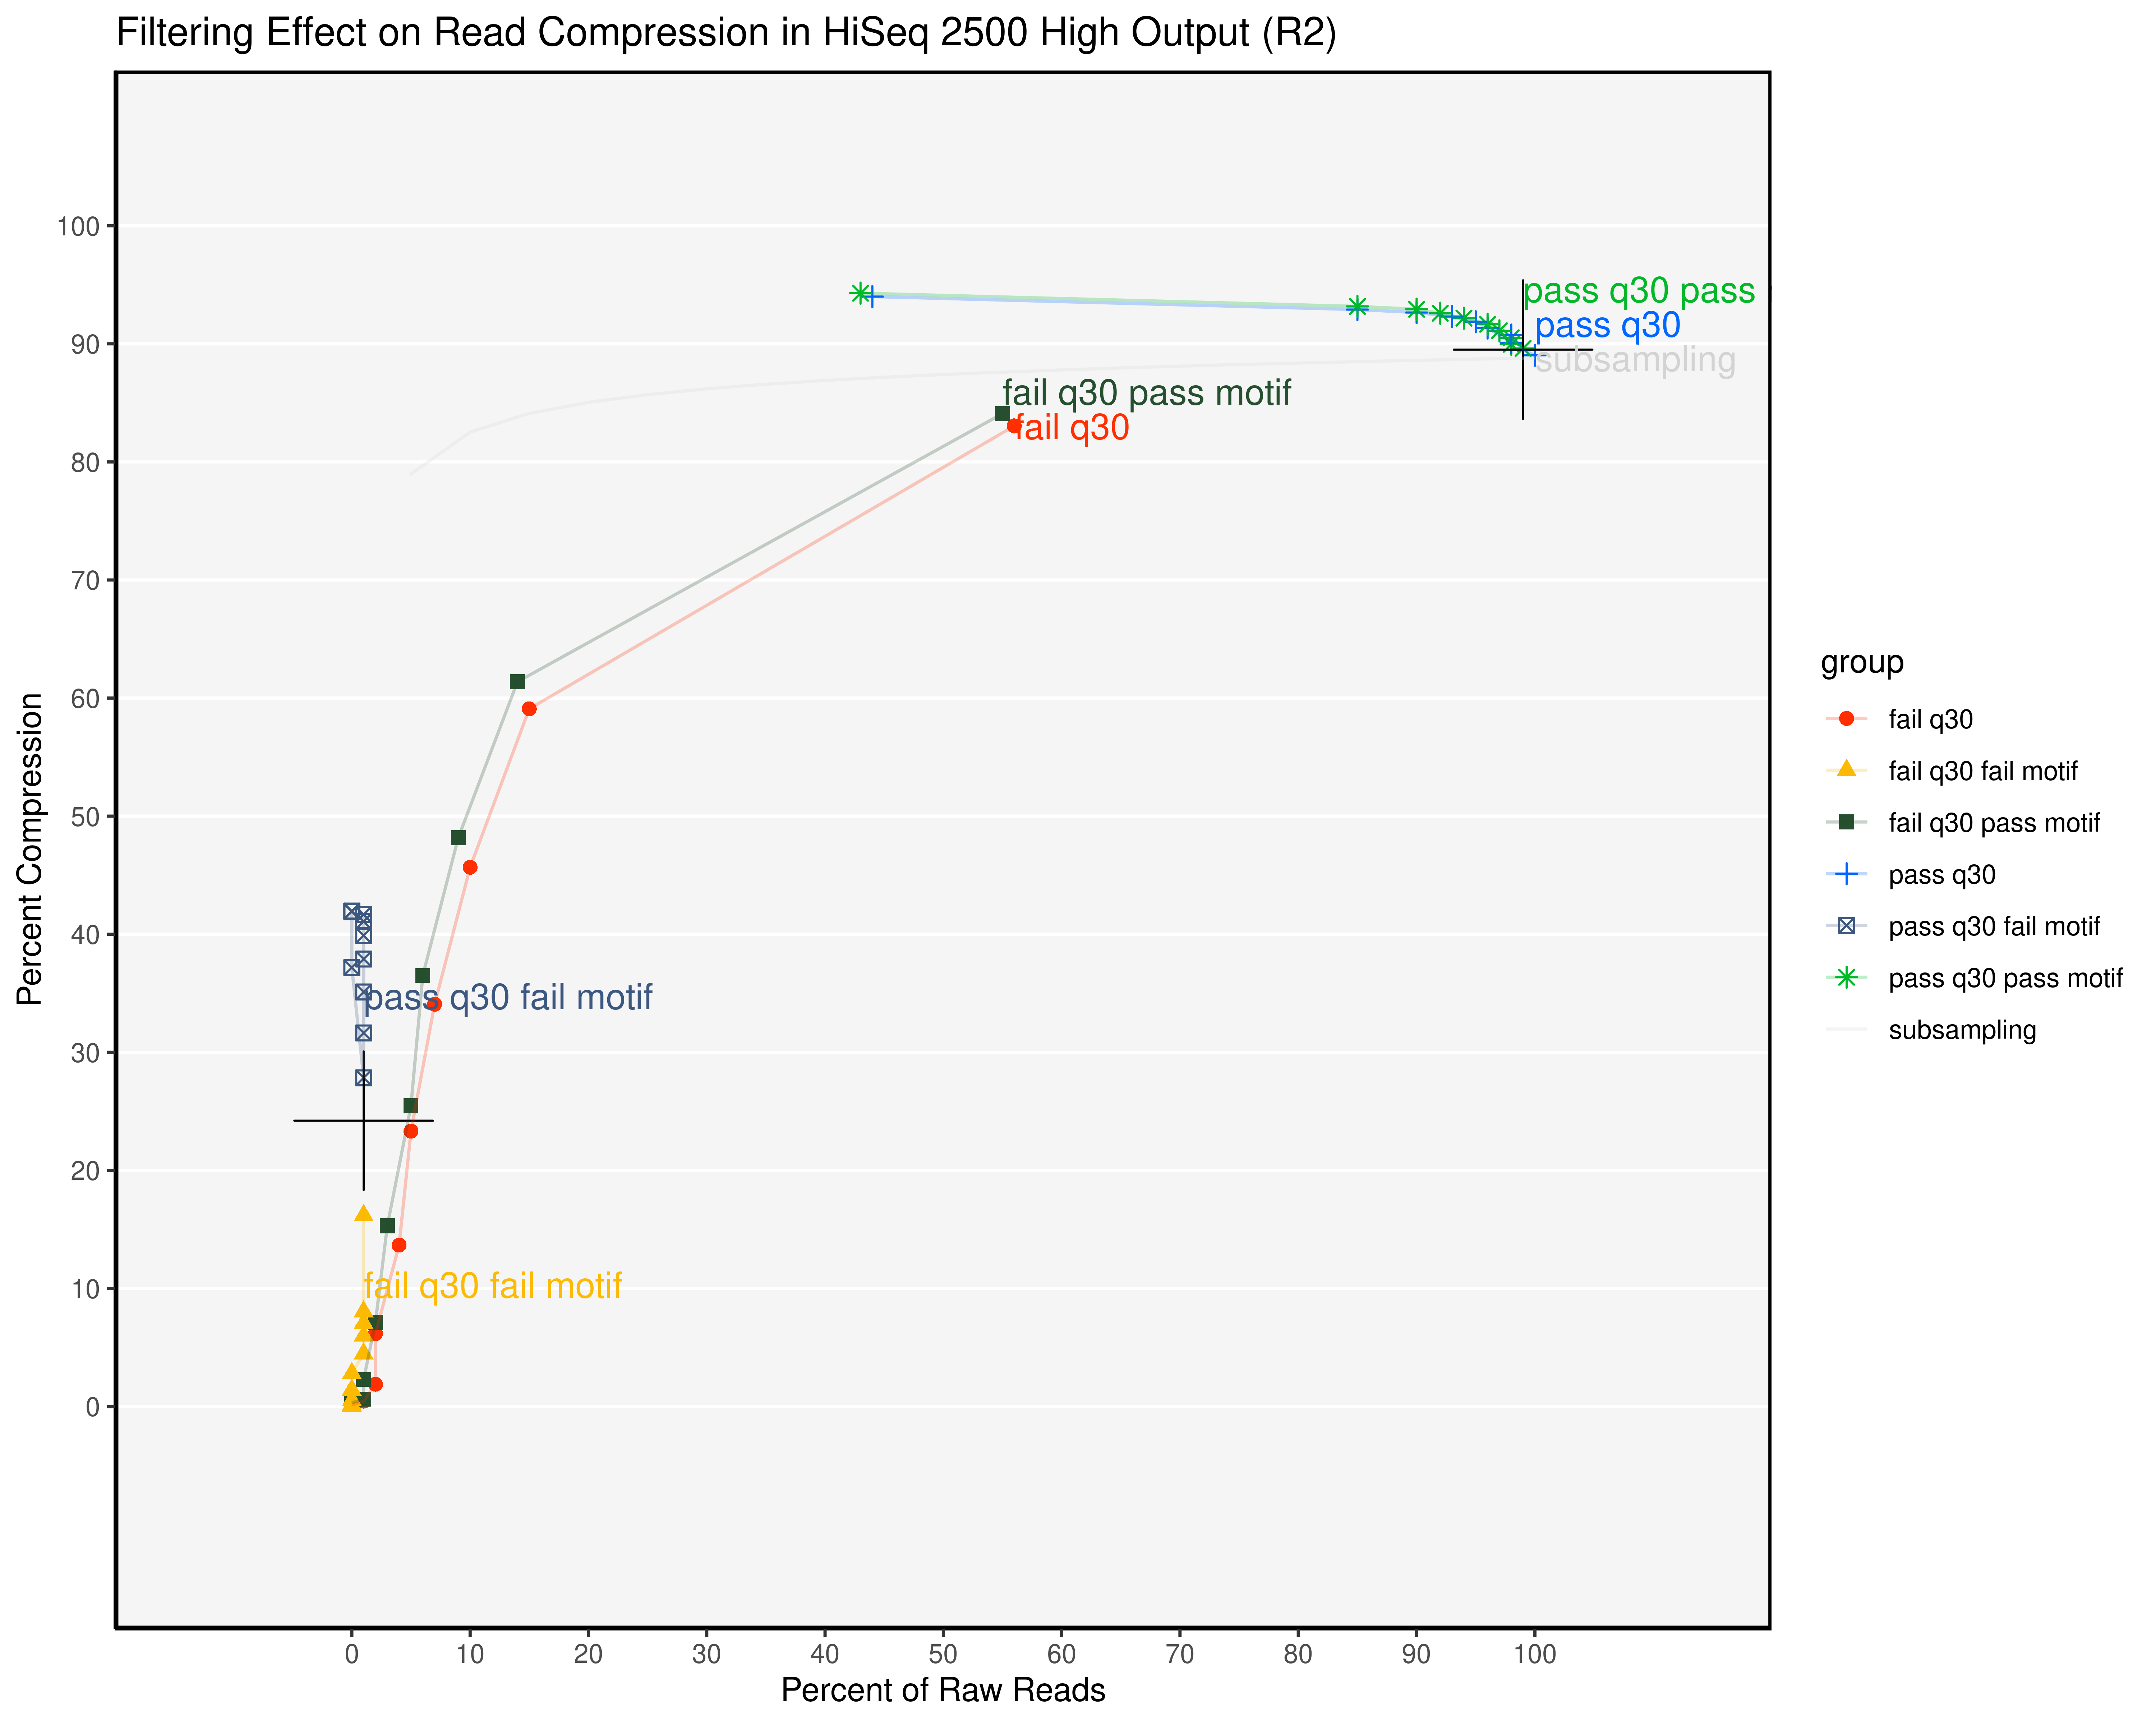 Filtering Effect on Read Compression in HiSeq 2500 High Output (R2)
Percent Compression
100
90
80
70
60
50
40
30
20
10
0
pass q30 pass
pass q30
subsampling
fail q30 pass motif
fail q30
pass q30 fail motif
fail q30 fail motif
0 10 20 30 40 50 60 70 80 90 100
Percent of Raw Reads
group
fail q30
fail q30 fail motif
fail q30 pass motif
pass q30
pass q30 fail motif
pass q30 pass motif
subsampling